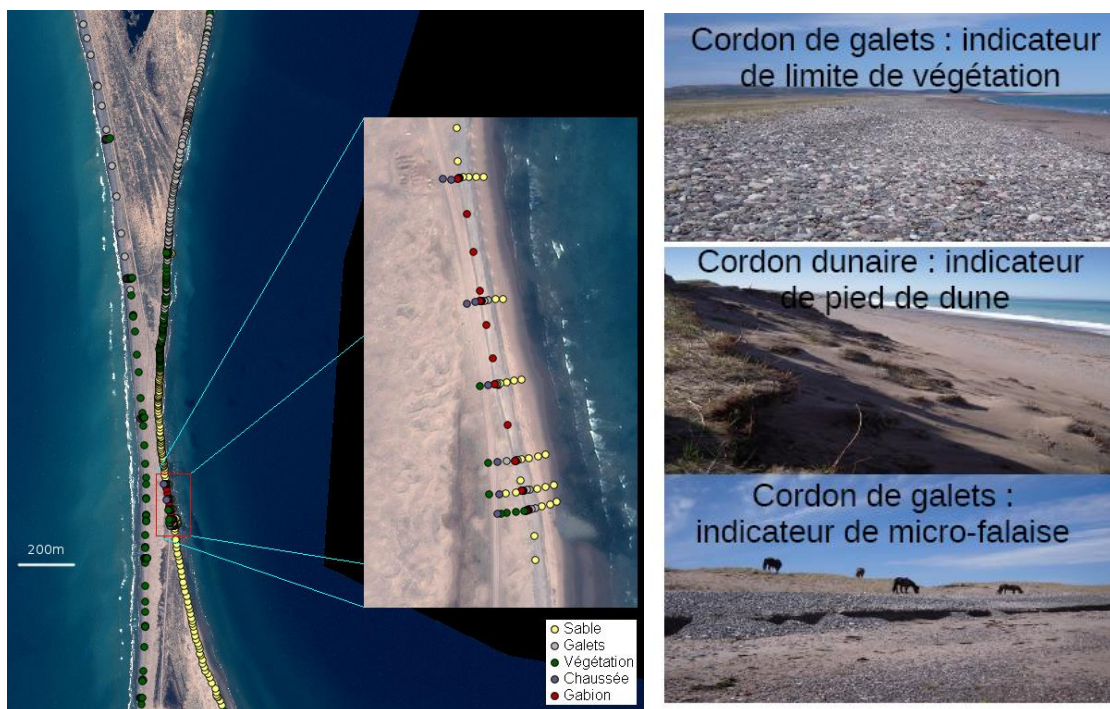 200m
Sable
Galets
Végétation
Chaussée
Gabion
Cordon de galets : indicateur
de limite de végétation
Cordon dunaire : indicateur
de pied de dune
Cordon de galets :
indicateur de micro-falaise